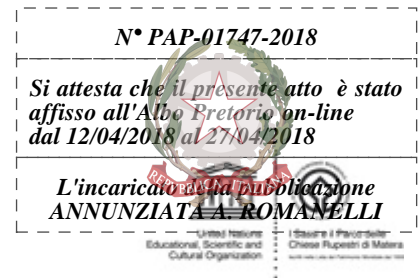 N° PAP-01747-2018
Si attesta che il presente atto è stato
affisso all'Albo Pretorio on-line
dal 12/04/2018 al 27/04/2018
L'incaricato della pubblicazione
ANNUNZIATA A. ROMANELLI
REPVBBLICA ITALIANA
United Nations
Educational, Scientific and
Cultural Organization
I Sassi e il Parco delle
Chiese Rupestri di Matera